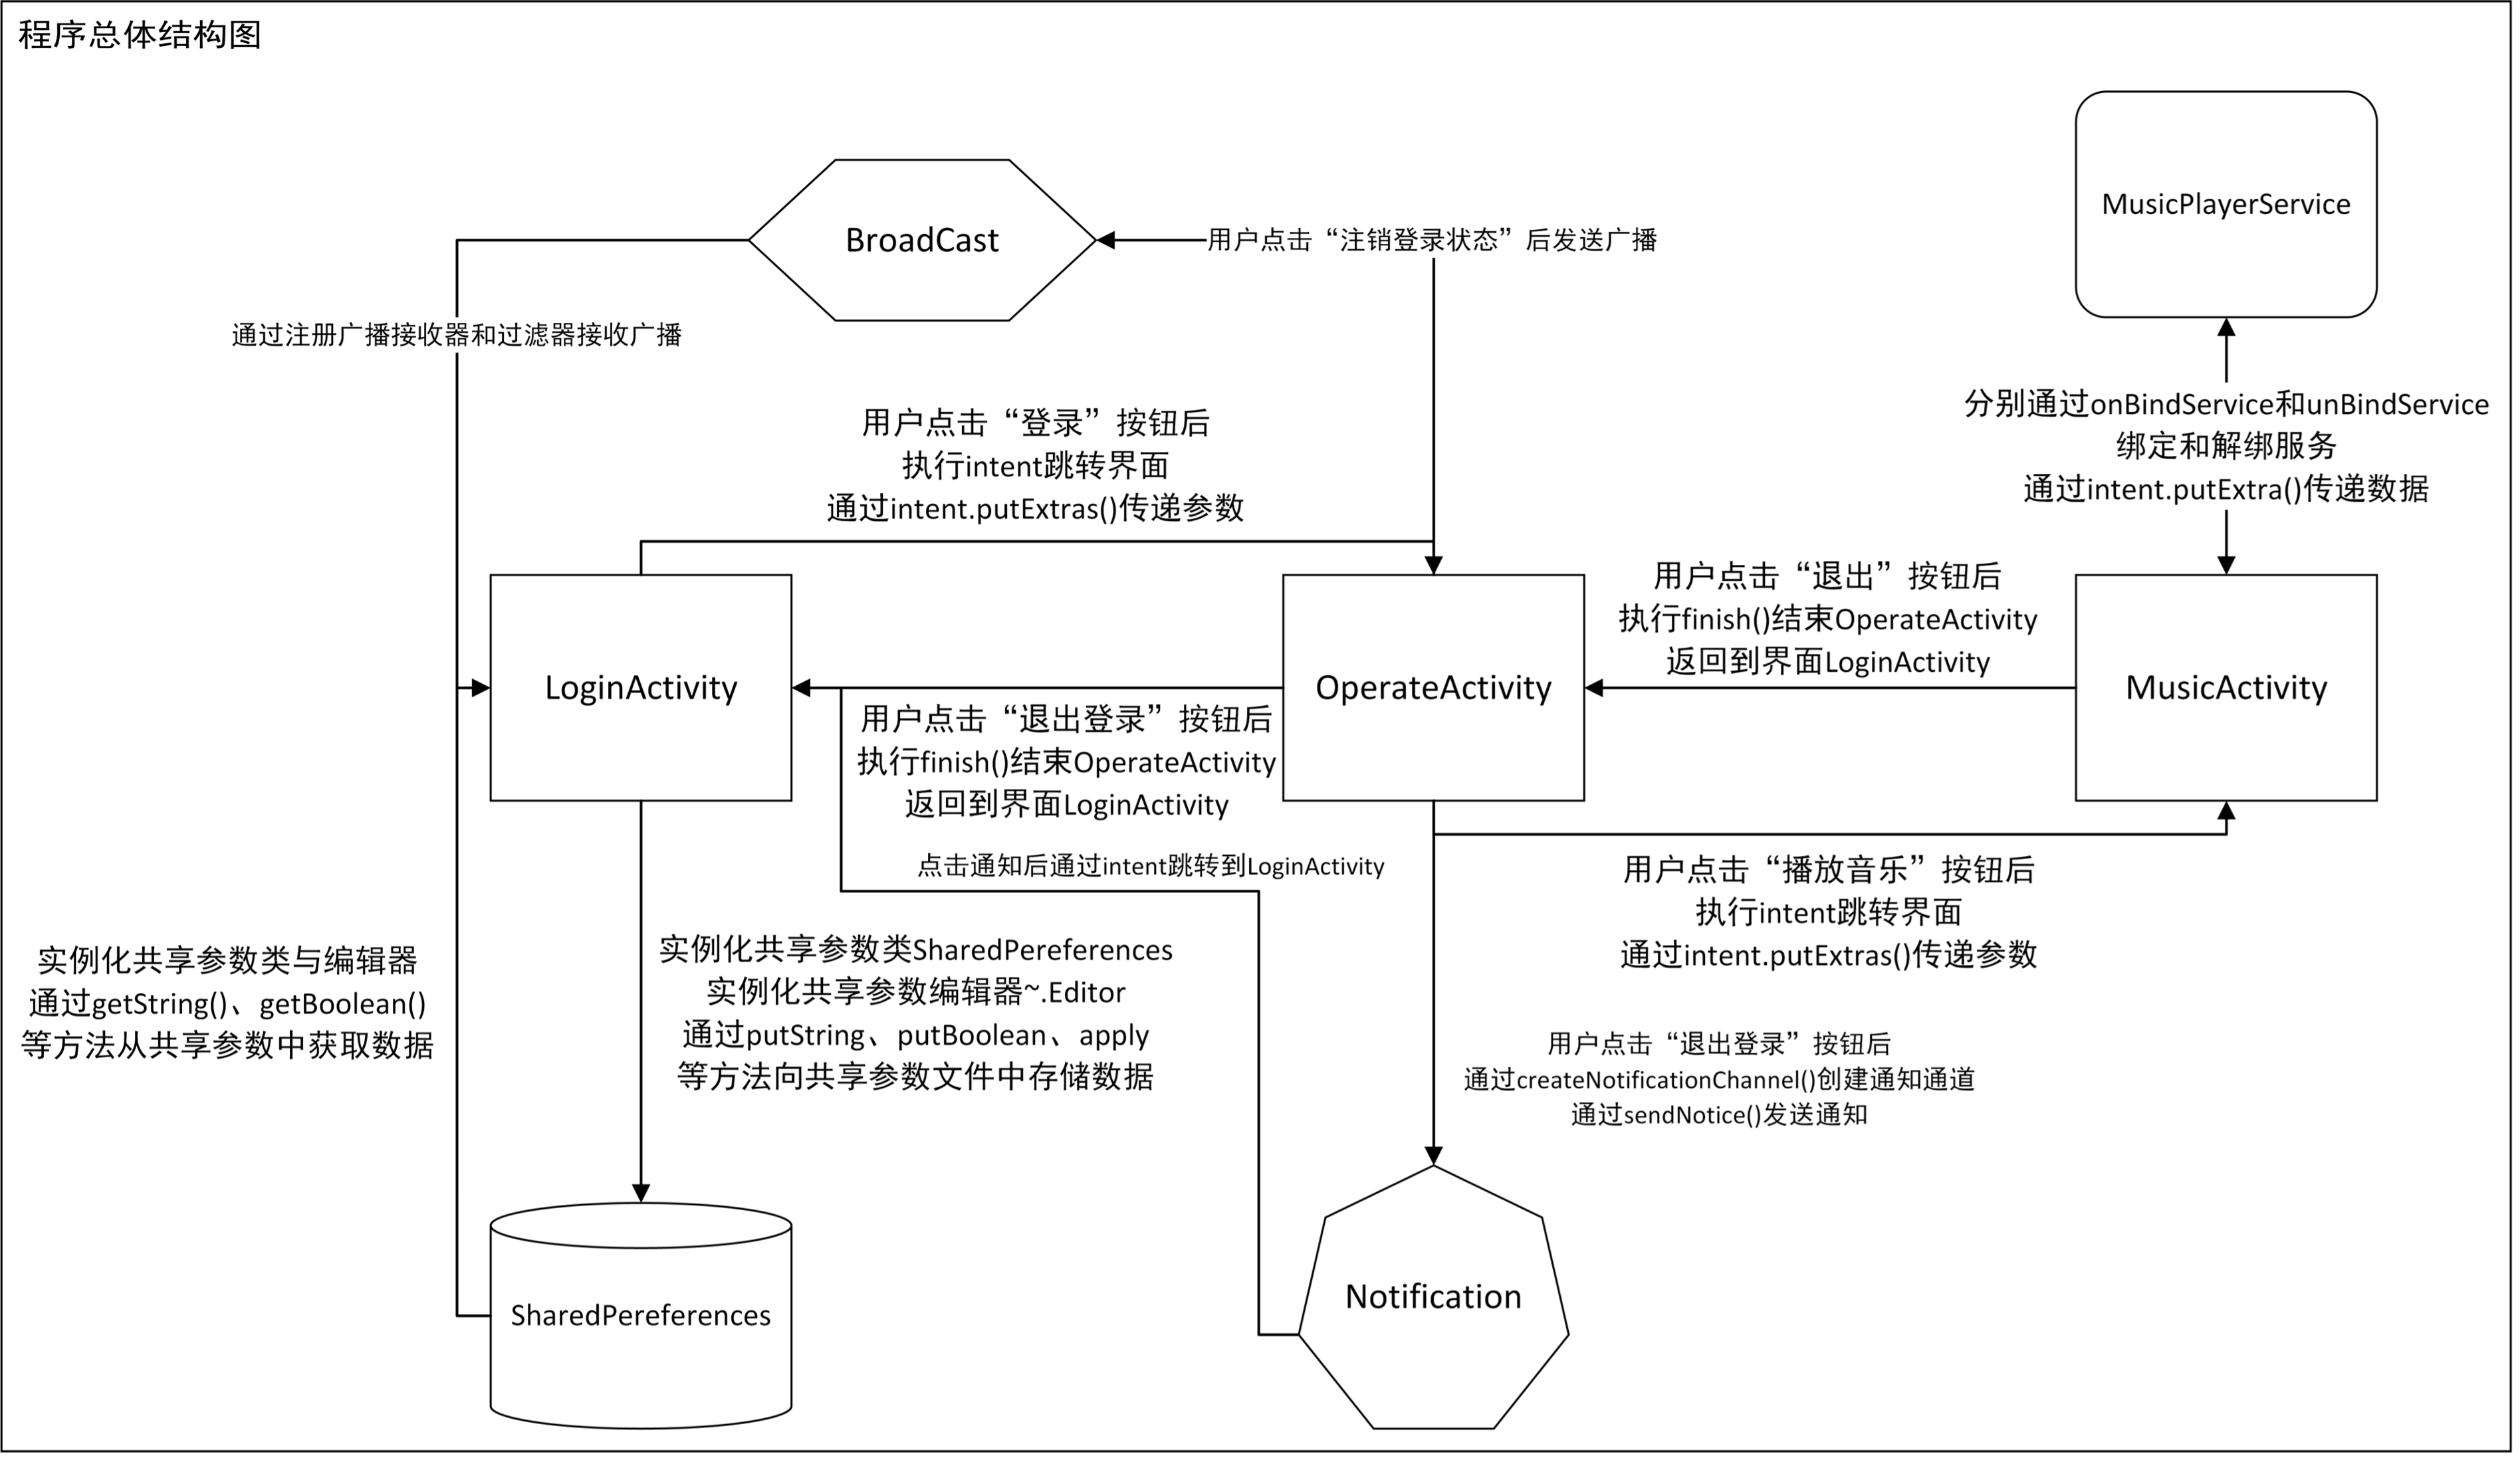 程序总体结构图
MusicPlayerService
BroadCast
用户点击“注销登录状态”后发送广播
通过注册广播接收器和过滤器接收广播
用户点击“登录”按钮后
执行intent跳转界面
通过intent.putExtras()传递参数
分别通过onBindService和unBindService
绑定和解绑服务
通过intent.putExtra()传递数据
LoginActivity
OperateActivity
用户点击“退出”按钮后
执行finish()结束OperateActivity
返回到界面LoginActivity
MusicActivity
用户点击“退出登录”按钮后
执行finish()结束OperateActivity
返回到界面LoginActivity
点击通知后通过intent跳转到LoginActivity
用户点击“播放音乐”按钮后
执行intent跳转界面
通过intent.putExtras()传递参数
实例化共享参数类与编辑器
通过getString()、getBoolean()
等方法从共享参数中获取数据
实例化共享参数类SharedPereferences
实例化共享参数编辑器~.Editor
通过putString、putBoolean、apply
等方法向共享参数文件中存储数据
用户点击“退出登录”按钮后
通过createNotificationChannel()创建通知通道
通过sendNotice()发送通知
SharedPereferences
Notification